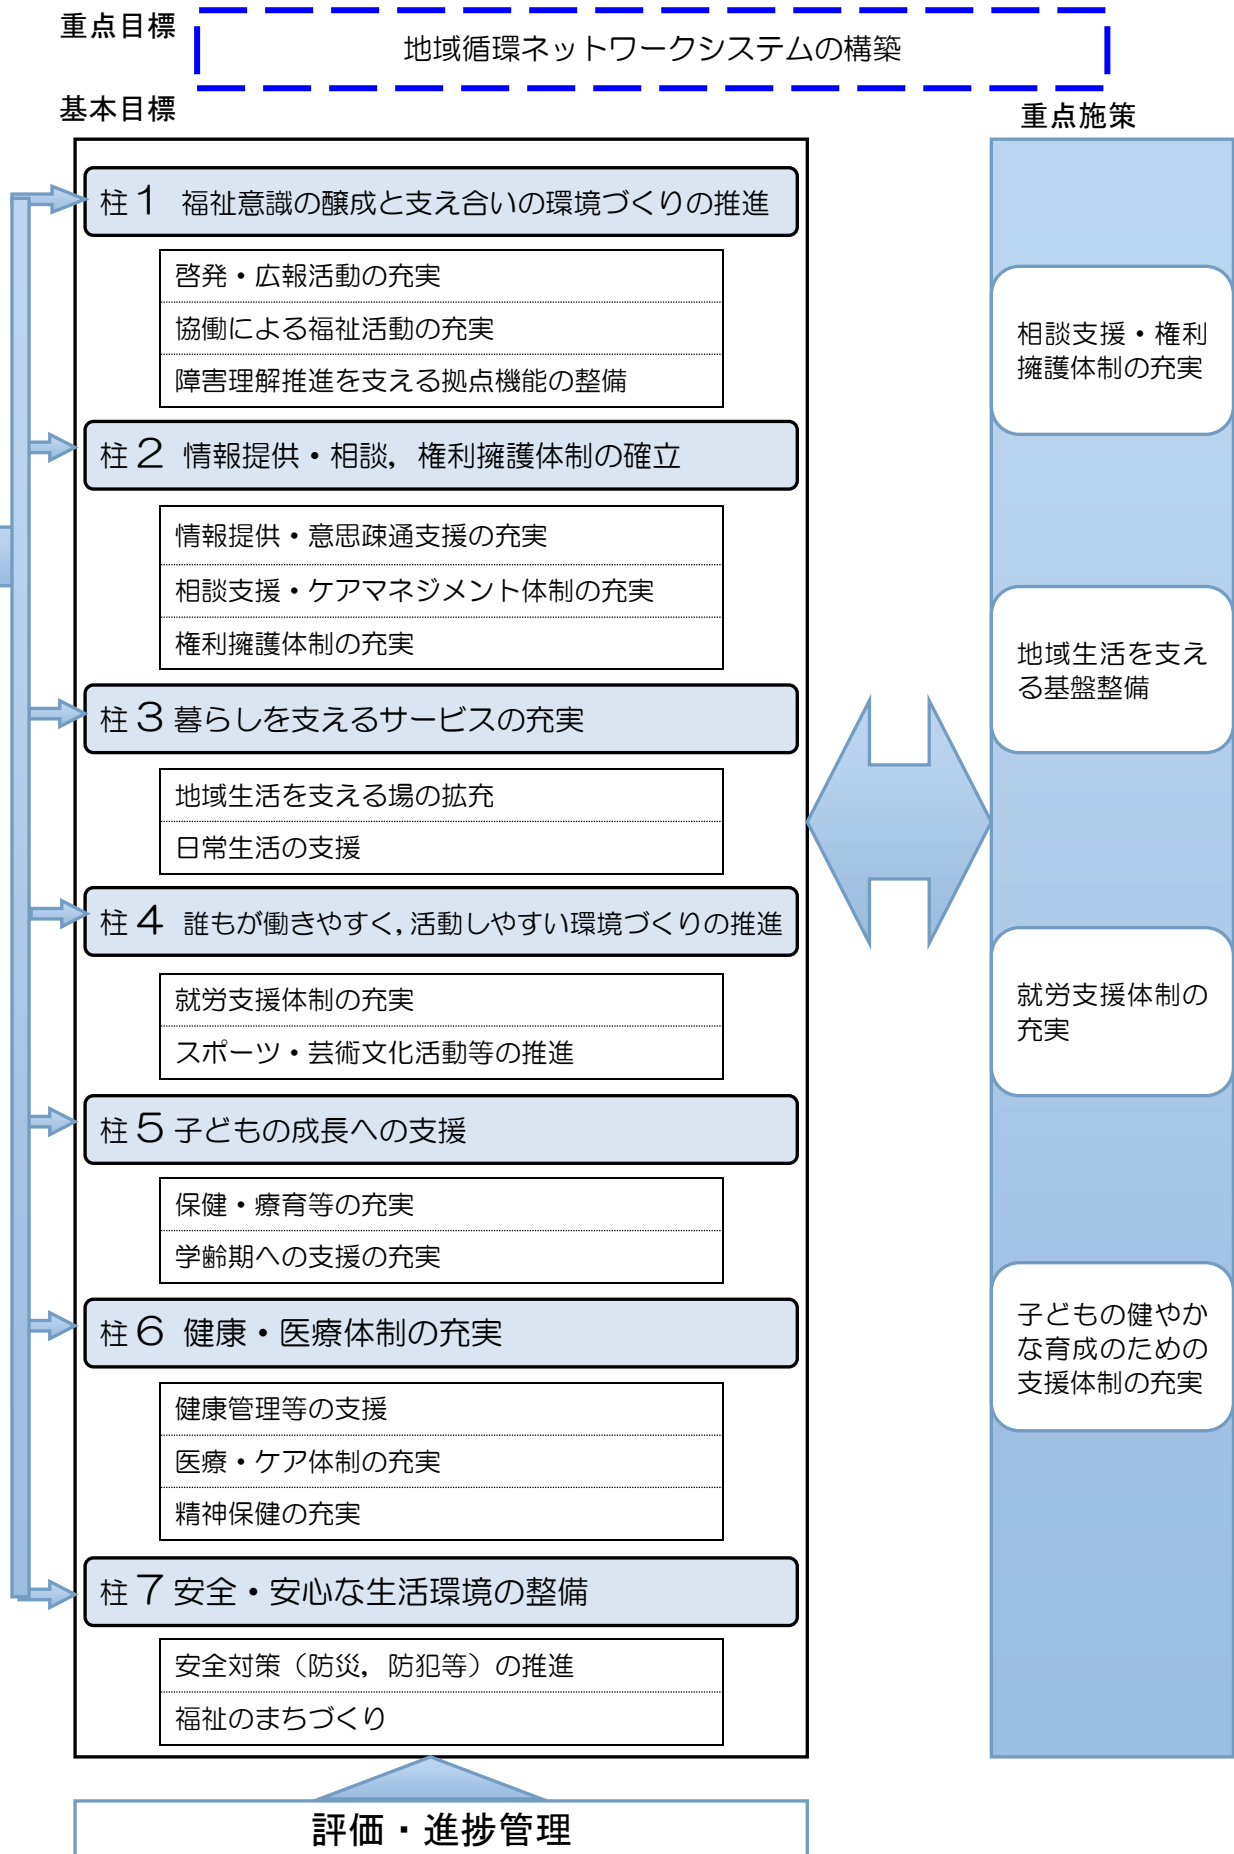 重点目標
地域循環ネットワークシステムの構築
基本目標
重点施策
柱１ 福祉意識の醸成と支え合いの環境づくりの推進
啓発・広報活動の充実
協働による福祉活動の充実
障害理解推進を支える拠点機能の整備
柱２ 情報提供・相談，権利擁護体制の確立
情報提供・意思疎通支援の充実
相談支援・ケアマネジメント体制の充実
権利擁護体制の充実
柱３ 暮らしを支えるサービスの充実
地域生活を支える場の拡充
日常生活の支援
柱４ 誰もが働きやすく，活動しやすい環境づくりの推進
就労支援体制の充実
スポーツ・芸術文化活動等の推進
柱５ 子どもの成長への支援
保健・療育等の充実
学齢期への支援の充実
柱６ 健康・医療体制の充実
健康管理等の支援
医療・ケア体制の充実
精神保健の充実
柱７ 安全・安心な生活環境の整備
安全対策（防災，防犯等）の推進
福祉のまちづくり
相談支援・権利
擁護体制の充実
地域生活を支え
る基盤整備
就労支援体制の
充実
子どもの健やか
な育成のための
支援体制の充実
評価・進捗管理